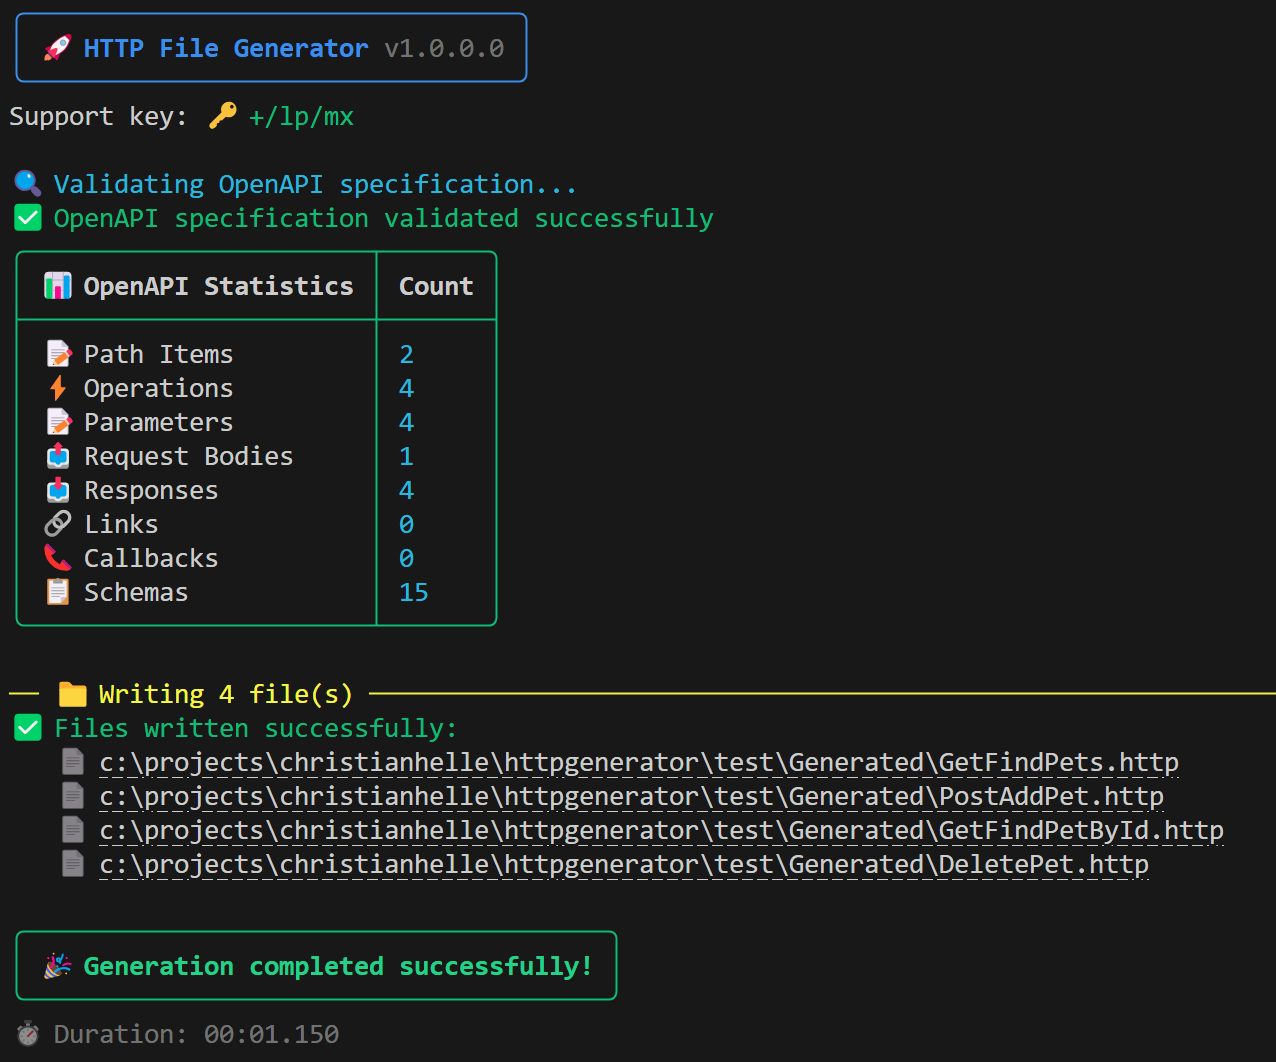 🚀 HTTP File Generator v1.0.0.0
Support key: 🔑 +/lp/mx
🔍 Validating OpenAPI specification...
✅ OpenAPI specification validated successfully
📊 OpenAPI Statistics Count
📝 Path Items 2
⚡ Operations 4
📝 Parameters 4
📤 Request Bodies 1
📥 Responses 4
🔗 Links 0
📞 Callbacks 0
📋 Schemas 15
📁 Writing 4 file(s)
✅ Files written successfully:
📄 c:\projects\christianhelle\httpgenerator\test\Generated\GetFindPets.http
📄 c:\projects\christianhelle\httpgenerator\test\Generated\PostAddPet.http
📄 c:\projects\christianhelle\httpgenerator\test\Generated\GetFindPetById.http
📄 c:\projects\christianhelle\httpgenerator\test\Generated\DeletePet.http
🎉 Generation completed successfully!
⏱️ Duration: 00:01.150